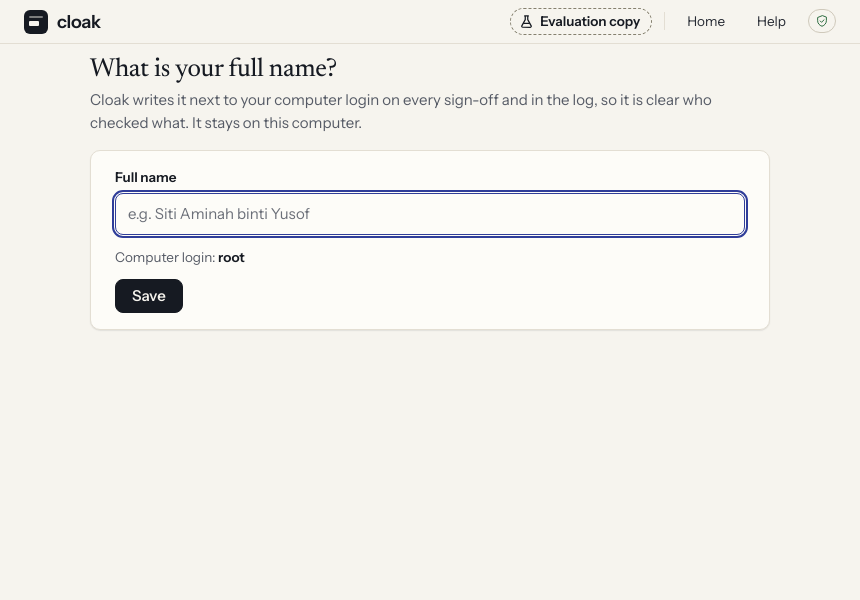 cloak
Evaluation copy
Home
Help
What is your full name?
Cloak writes it next to your computer login on every sign-off and in the log, so it is clear who
checked what. It stays on this computer.
Full name
e.g. Siti Aminah binti Yusof
Computer login: root
Save